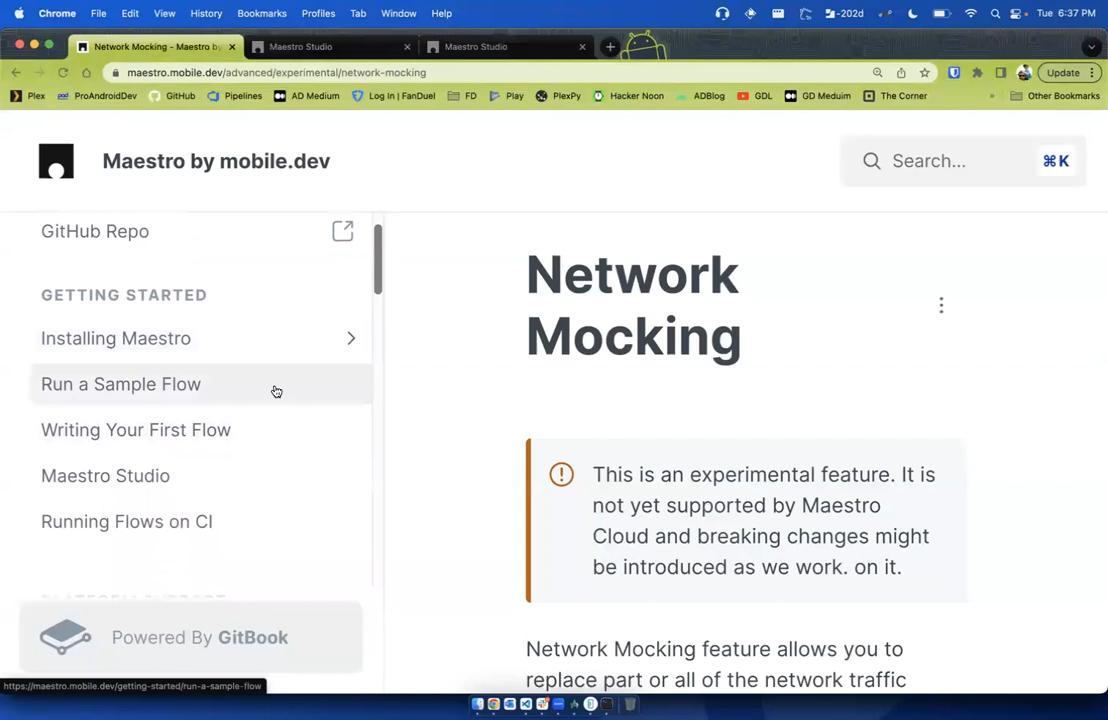 Chrome File Edit View History Bookmarks Profiles Tab Window Help -202d Tue 6:37 PM
Network Mocking - Maestro by Maestro Studio Maestro Studio
maestro.mobile.dev/advanced/experimental/network-mocking Update
Plex ProAndroidDev GitHub Pipelines AD Medium Log In | FanDuel FD Play PlexPy Hacker Noon ADBlog GDL GD Meduim The Corner » Other Bookmarks
Maestro by mobile.dev
Search... ⌘K
GitHub Repo
GETTING STARTED
Installing Maestro
Run a Sample Flow
Writing Your First Flow
Maestro Studio
Running Flows on CI
Powered By GitBook
https://maestro.mobile.dev/getting-started/run-a-sample-flow
Network
Mocking
This is an experimental feature. It is
not yet supported by Maestro
Cloud and breaking changes might
be introduced as we work. on it.
Network Mocking feature allows you to
replace part or all of the network traffic